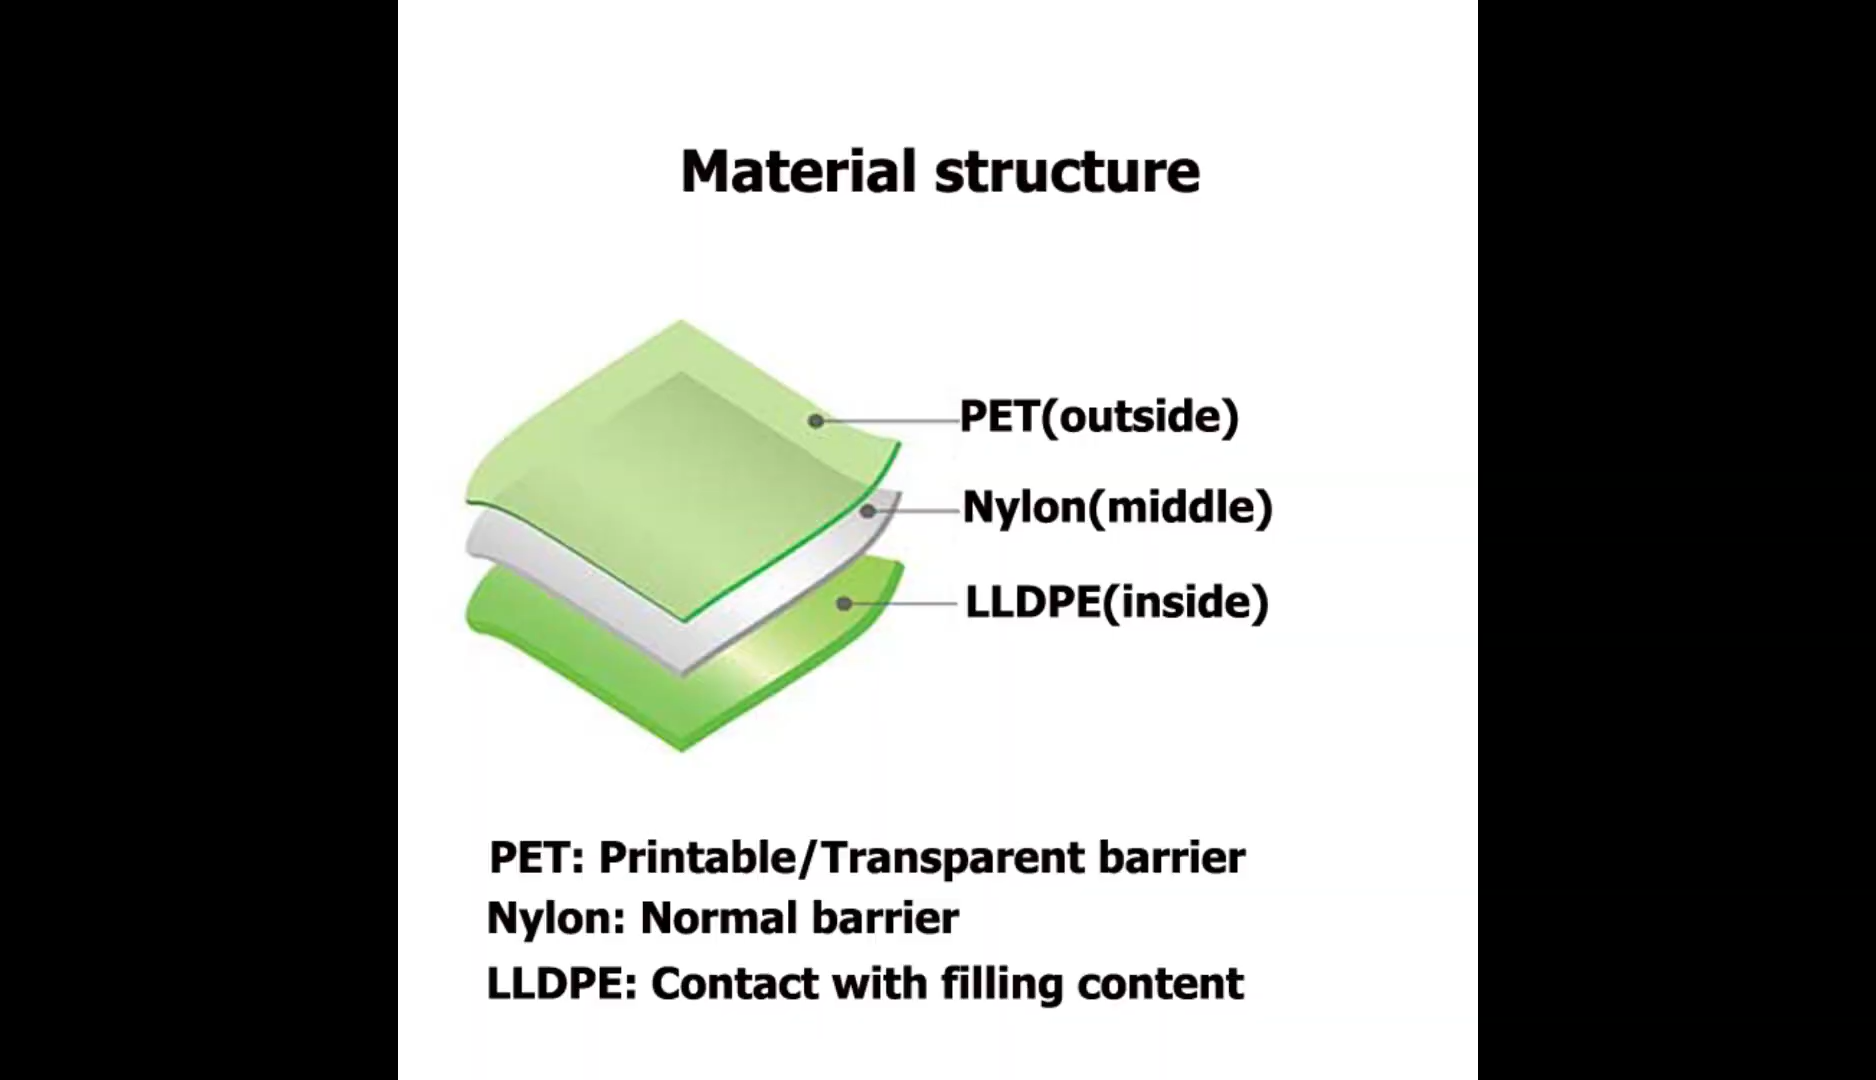 Material structure
PET(outside)
Nylon(middle)
LLDPE(inside)
PET: Printable/Transparent barrier
Nylon: Normal barrier
LLDPE: Contact with filling content